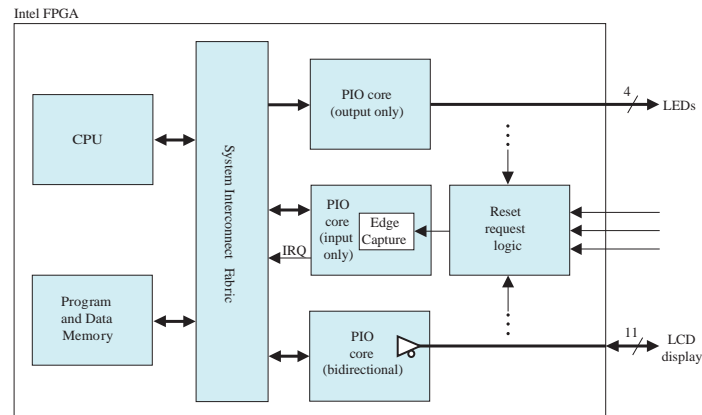 Intel FPGA
CPU
Program
and Data
Memory
System Interconnect Fabric
PIO core
(output only)
4
LEDs
PIO
core
(input
only)
Edge
Capture
IRQ
Reset
request
logic
PIO
core
(bidirectional)
11
LCD
display